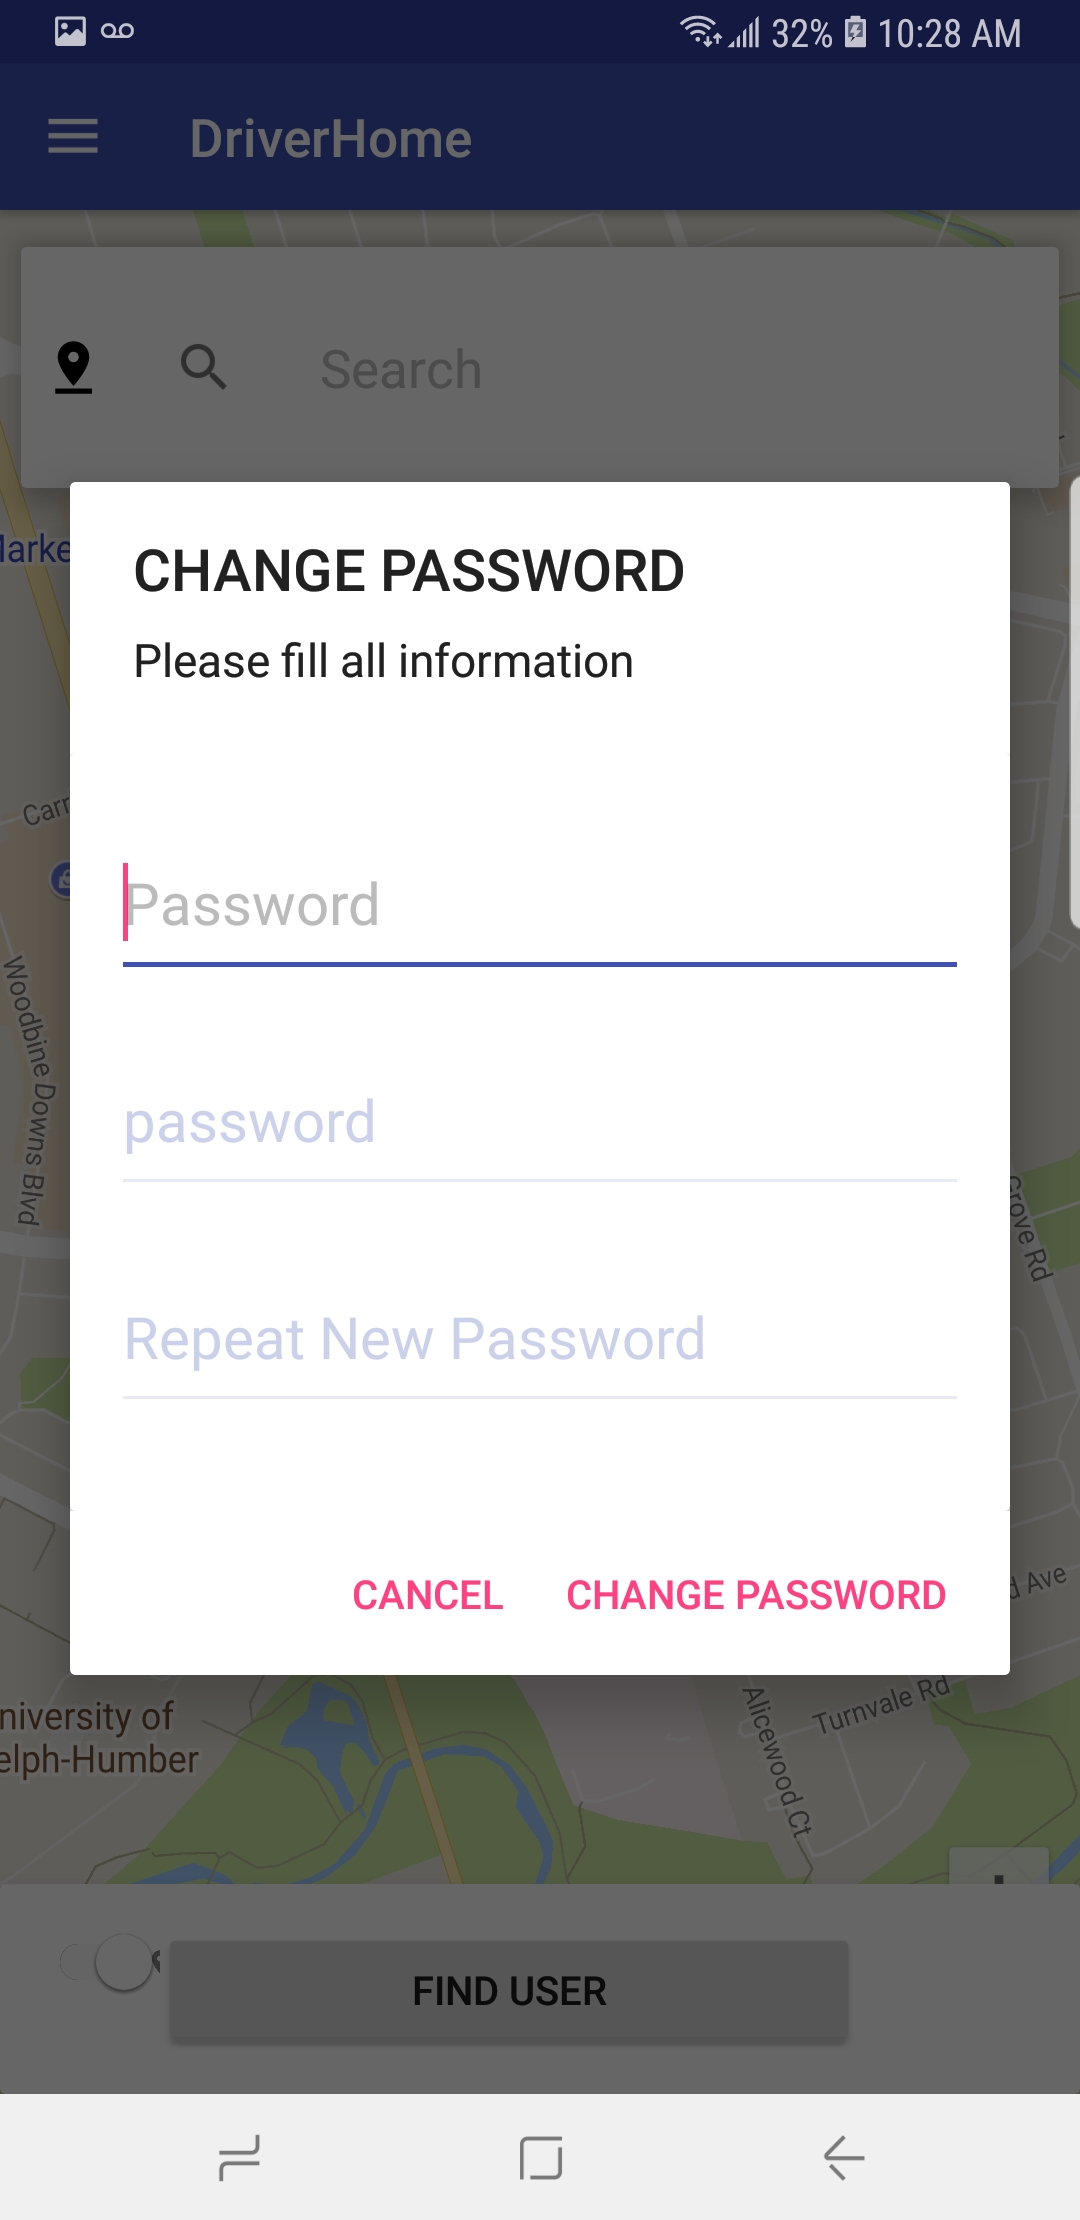 32% 10:28 AM
DriverHome
Search
CHANGE PASSWORD
Please fill all information
Carr
Password
Woodbine Downs Blvd
password
Grove Rd
Repeat New Password
CANCEL CHANGE PASSWORD
Ave
niversity of
elph-Humber
Alicewood Ct
Turnvale Rd
FIND USER